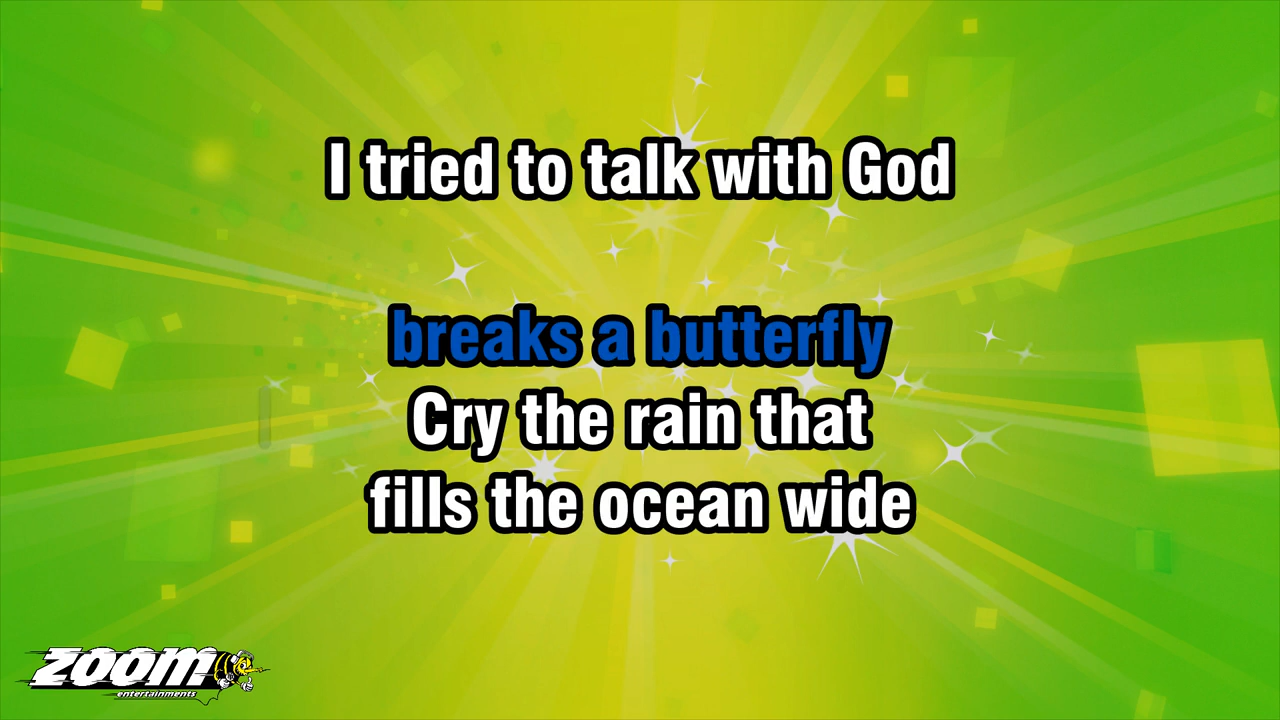 I tried to talk with God
breaks a butterfly
Cry the rain that
fills the ocean wide
zoom
entertainments